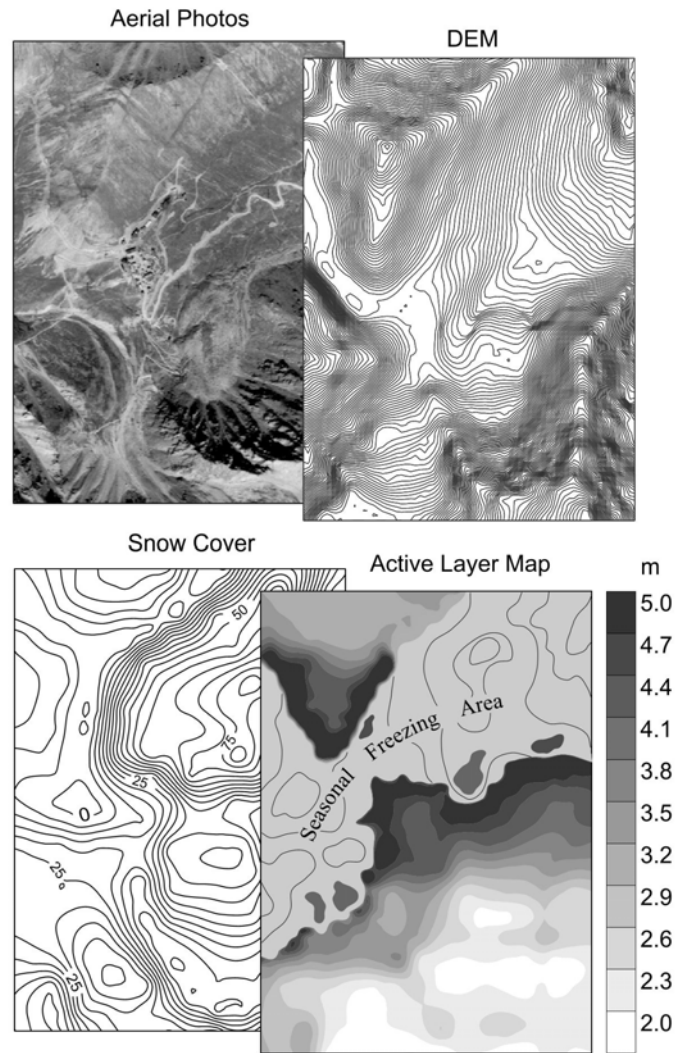 Aerial Photos
DEM
Snow Cover
50
75
25
0
25
25
Active Layer Map
Seasonal Freezing Area
m
5.0
4.7
4.4
4.1
3.8
3.5
3.2
2.9
2.6
2.3
2.0